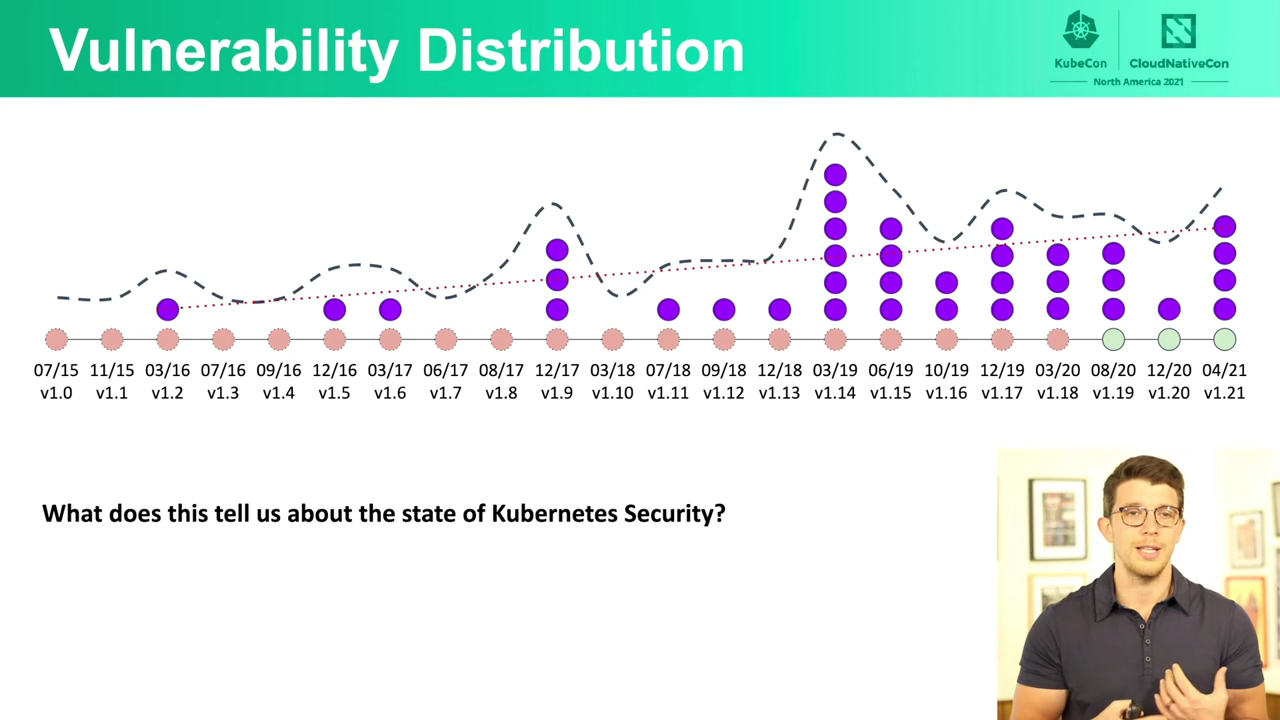 Vulnerability Distribution
KubeCon
CloudNativeCon
North America 2021
07/15 11/15 03/16 07/16 09/16 12/16 03/17 06/17 08/17 12/17 03/18 07/18 09/18 12/18 03/19 06/19 10/19 12/19 03/20 08/20 12/20 04/21
v1.0 v1.1 v1.2 v1.3 v1.4 v1.5 v1.6 v1.7 v1.8 v1.9 v1.10 v1.11 v1.12 v1.13 v1.14 v1.15 v1.16 v1.17 v1.18 v1.19 v1.20 v1.21
What does this tell us about the state of Kubernetes Security?